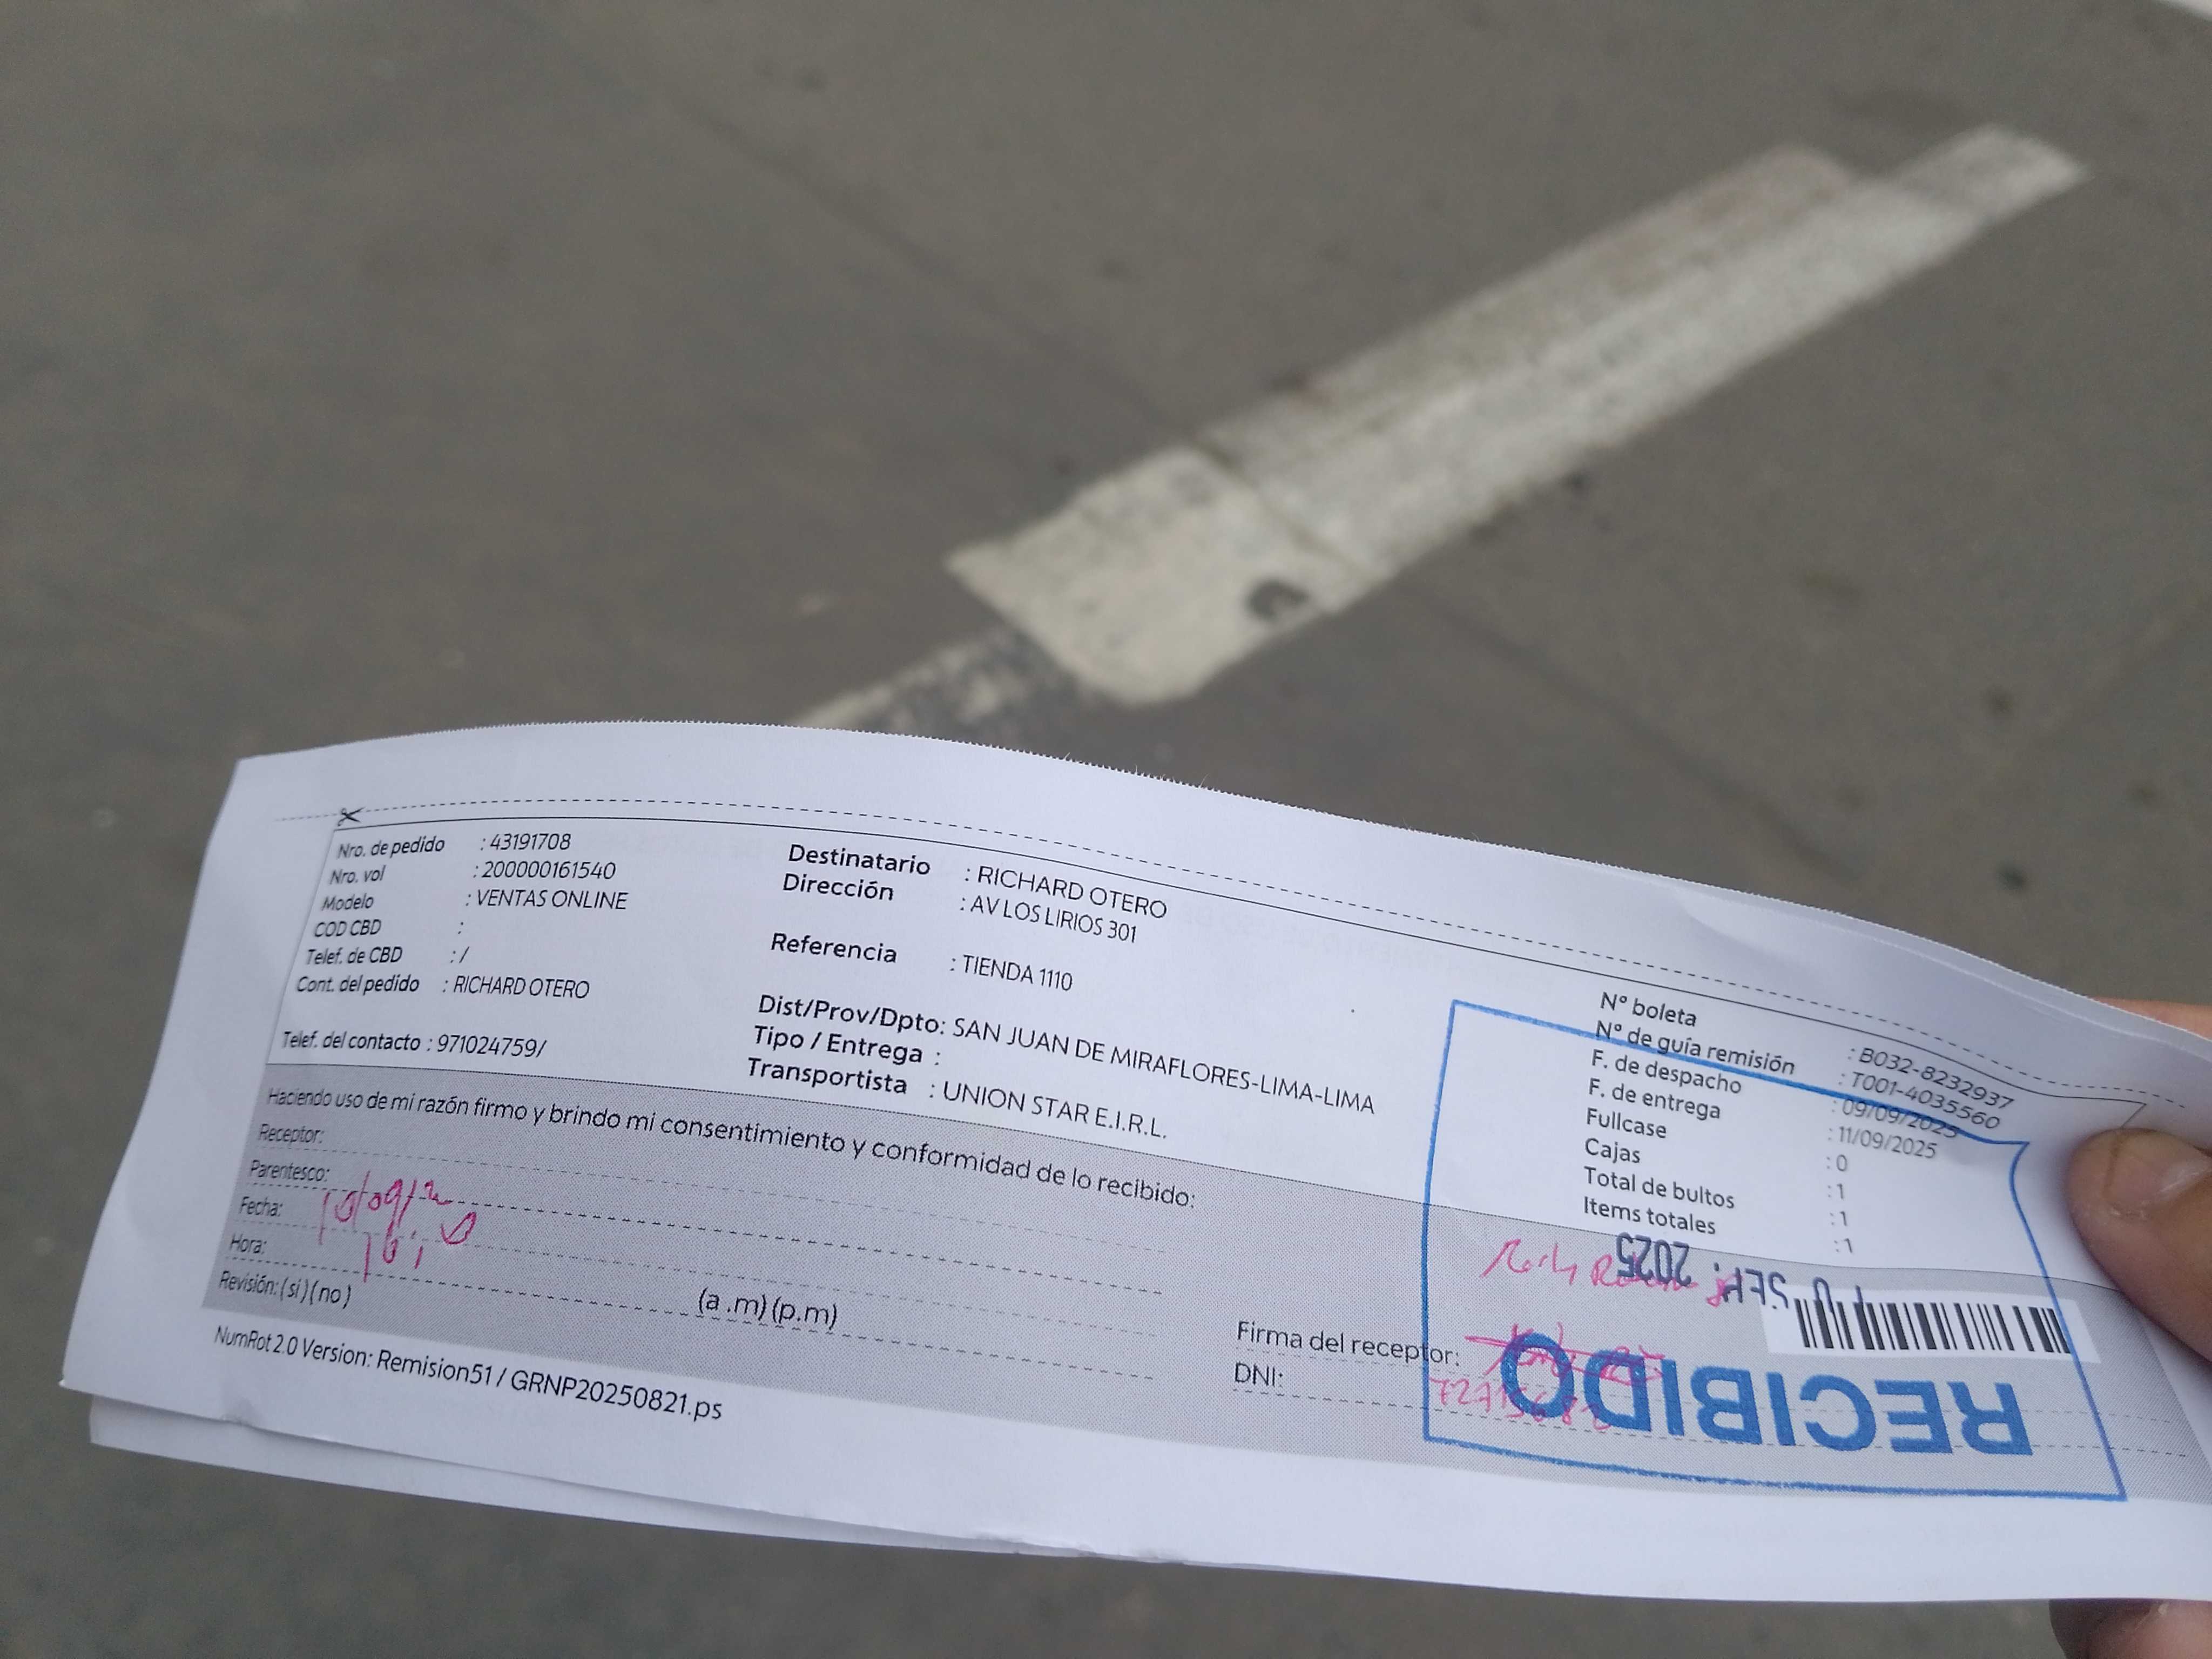 Nro. de pedido : 43191708
Nro. vol : 200000161540
Modelo : VENTAS ONLINE
COD CBD :
Telef. de CBD : /
Cont. del pedido : RICHARD OTERO
Telef. del contacto : 971024759/
Destinatario : RICHARD OTERO
Dirección : AV LOS LIRIOS 301
Referencia : TIENDA 1110
Dist/Prov/Dpto: SAN JUAN DE MIRAFLORES-LIMA-LIMA
Tipo / Entrega :
Transportista : UNION STAR E.I.R.L.
N° boleta : B032-8232937
N° de guía remisión : T001-4035560
F. de despacho : 09/09/2025
F. de entrega : 11/09/2025
Fullcase : 0
Cajas : 1
Total de bultos : 1
Items totales : 1
Haciendo uso de mi razón firmo y brindo mi consentimiento y conformidad de lo recibido:
Receptor:
Parentesco:
Fecha:
Hora:
(a .m) (p.m)
Revisión: (si) (no)
Firma del receptor:
DNI:
SEP. 2025
RECIBIDO
NumRot 2.0 Version: Remision51 / GRNP20250821.ps